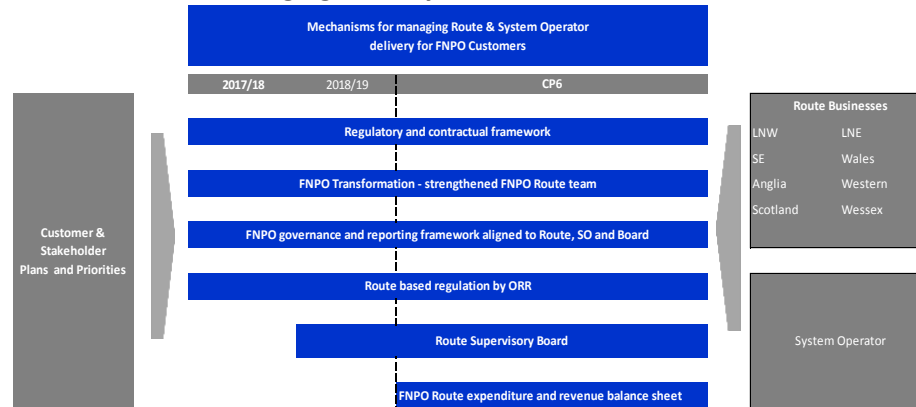 Mechanisms for managing Route & System Operator
delivery for FNPO Customers
2017/18 2018/19 CP6
Customer &
Stakeholder
Plans and Priorities
Regulatory and contractual framework
FNPO Transformation - strengthened FNPO Route team
FNPO governance and reporting framework aligned to Route, SO and Board
Route based regulation by ORR
Route Supervisory Board
FNPO Route expenditure and revenue balance sheet
Route Businesses
LNW LNE
SE Wales
Anglia Western
Scotland Wessex
System Operator